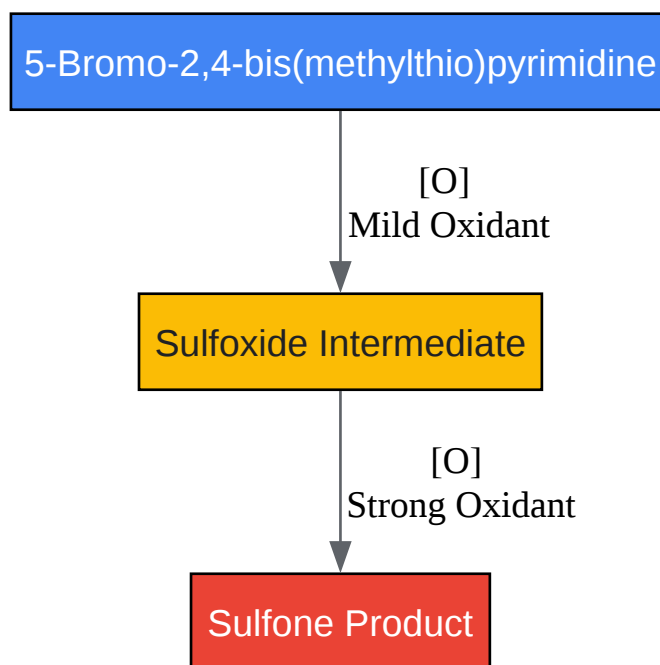 5-Bromo-2,4-bis(methylthio)pyrimidine
[O]
Mild Oxidant
Sulfoxide Intermediate
[O]
Strong Oxidant
Sulfone Product